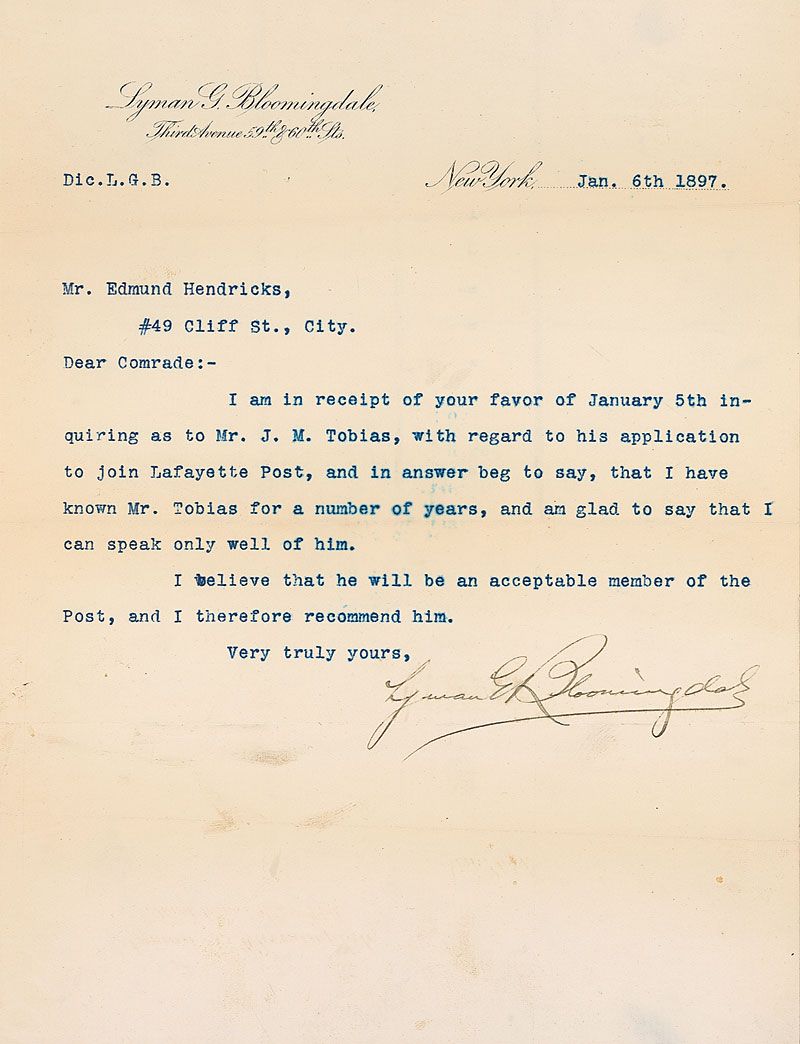 Lyman G. Bloomingdale,
Third Avenue 59th & 60th Sts.
Dic.L.G.B.
New York, Jan. 6th 1897.
Mr. Edmund Hendricks,
#49 Cliff St., City.
Dear Comrade:-
I am in receipt of your favor of January 5th in-
quiring as to Mr. J. M. Tobias, with regard to his application
to join Lafayette Post, and in answer beg to say, that I have
known Mr. Tobias for a number of years, and am glad to say that I
can speak only well of him.
I believe that he will be an acceptable member of the
Post, and I therefore recommend him.
Very truly yours,
Lyman G. Bloomingdale